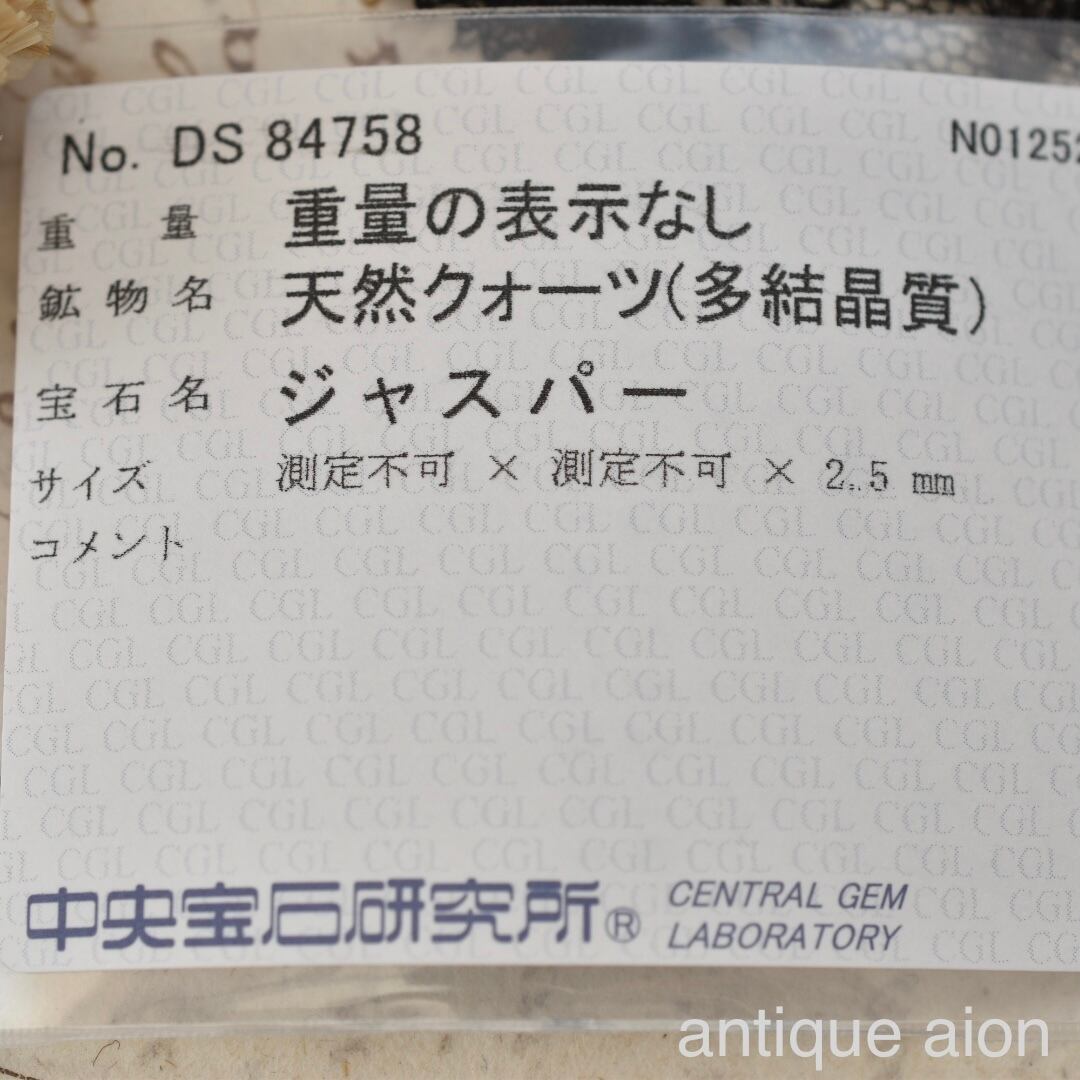 No. DS 84758 N01252
重量 重量の表示なし
鉱物名 天然クォーツ(多結晶質)
宝石名 ジャスパー
サイズ 測定不可 × 測定不可 × 2.5 mm
コメント
中央宝石研究所® CENTRAL GEM
LABORATORY
antique aion